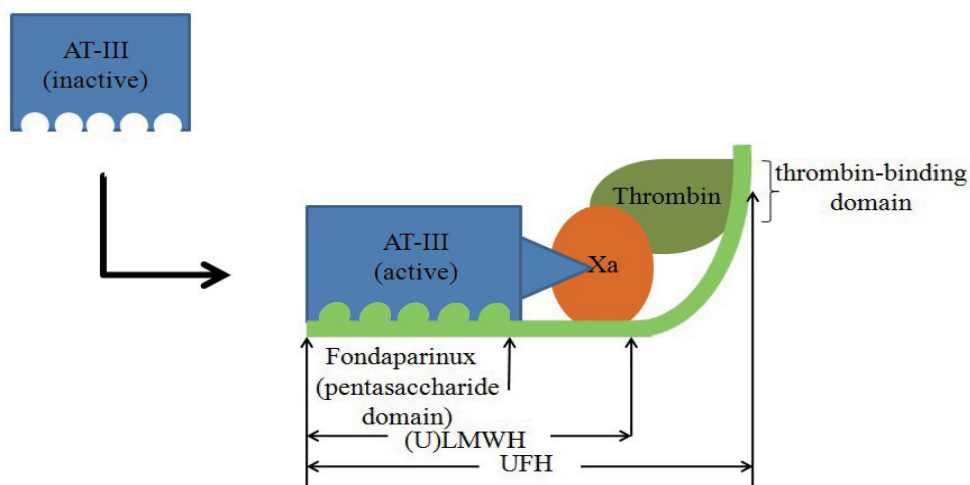 AT-III
(inactive)
Thrombin
thrombin-binding
domain
AT-III
(active)
Xa
Fondaparinux
(pentasaccharide
domain)
(U)LMWH
UFH